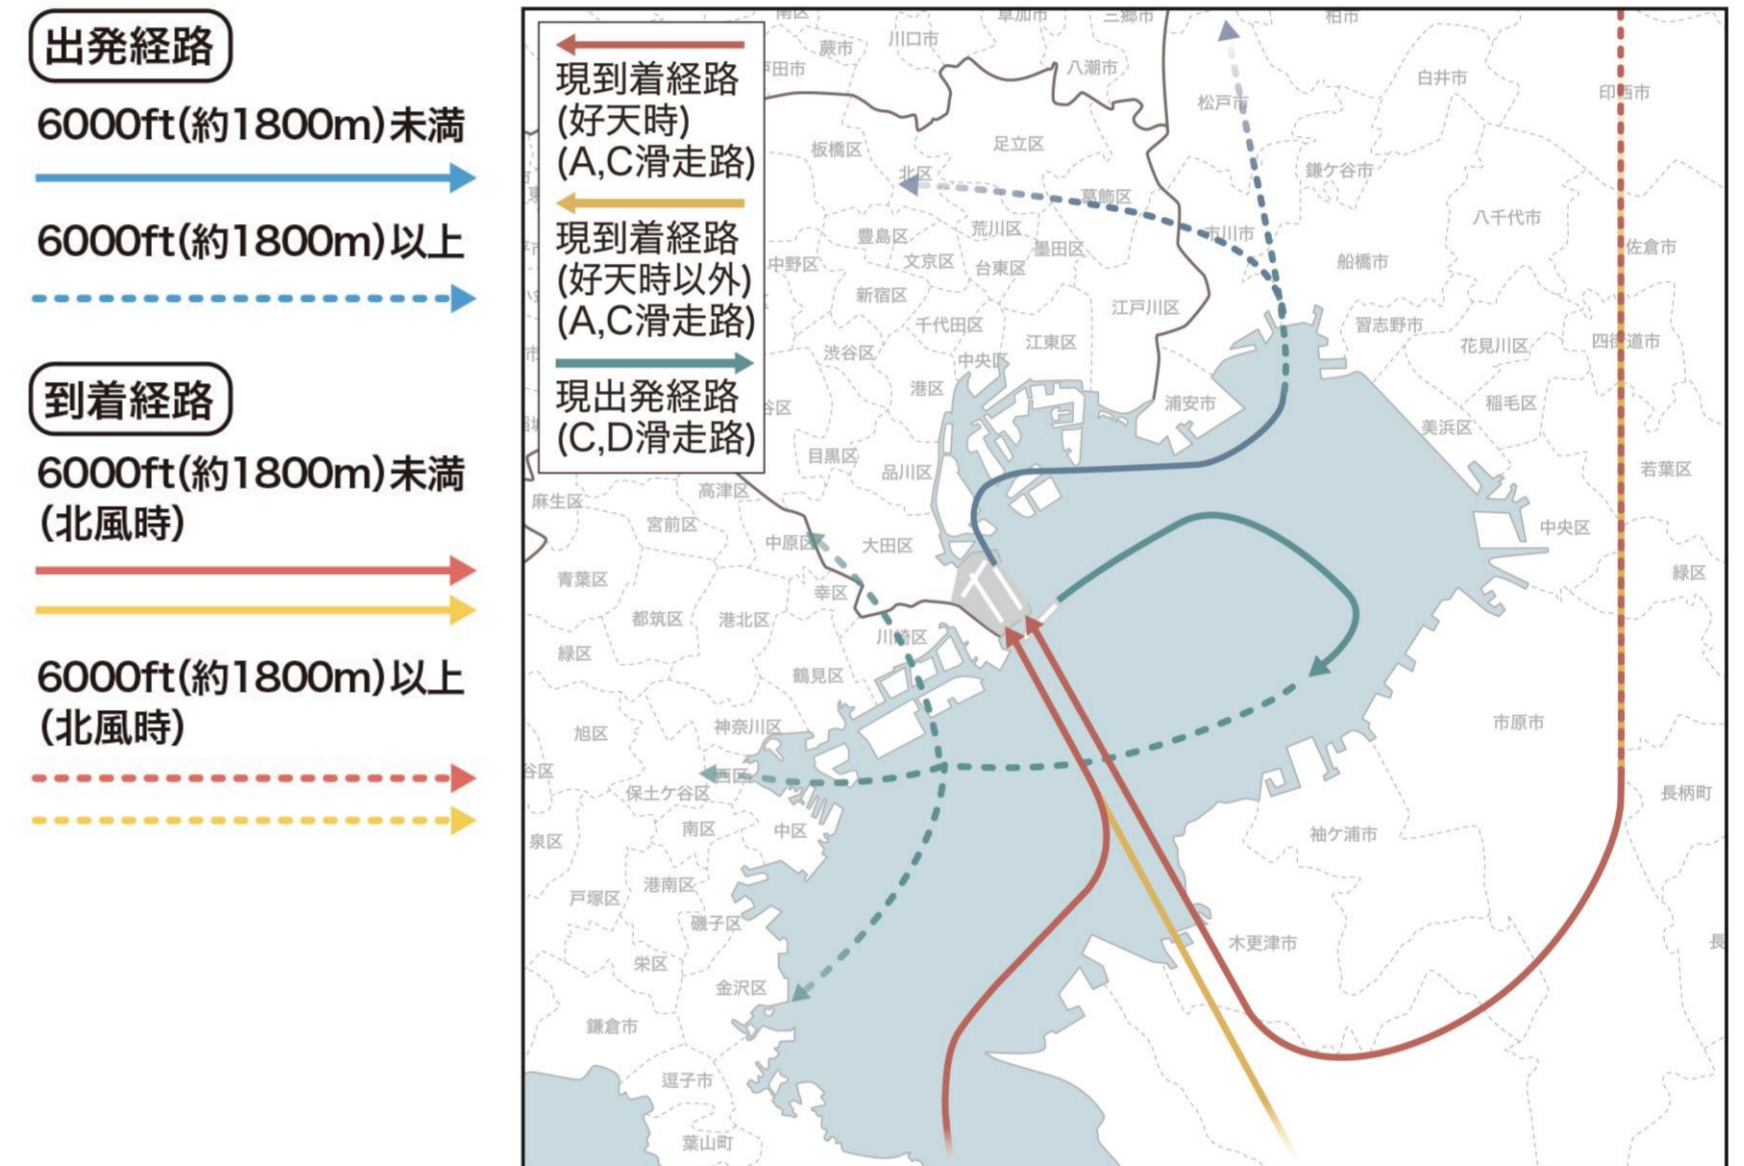 出発経路
6000ft(約1800m)未満
6000ft(約1800m)以上
到着経路
6000ft(約1800m)未満
(北風時)
6000ft(約1800m)以上
(北風時)
現到着経路
(好天時)
(A,C滑走路)
現到着経路
(好天時以外)
(A,C滑走路)
現出発経路
(C,D滑走路)
南区
草加市
三郷市
柏市
蕨市
川口市
戸田市
八潮市
白井市
松戸市
印西市
板橋区
足立区
北区
鎌ケ谷市
葛飾区
八千代市
豊島区
荒川区
市川市
墨田区
佐倉市
中野区
文京区
台東区
船橋市
新宿区
江戸川区
千代田区
習志野市
江東区
花見川区
四街道市
渋谷区
中央区
港区
浦安市
稲毛区
谷区
美浜区
目黒区
品川区
若葉区
高津区
麻生区
宮前区
中原区
大田区
中央区
青葉区
幸区
緑区
都筑区
港北区
川崎区
緑区
鶴見区
神奈川区
旭区
市原市
谷区
西区
保土ケ谷区
長柄町
南区
中区
泉区
袖ケ浦市
港南区
戸塚区
磯子区
木更津市
長
栄区
金沢区
鎌倉市
逗子市
葉山町